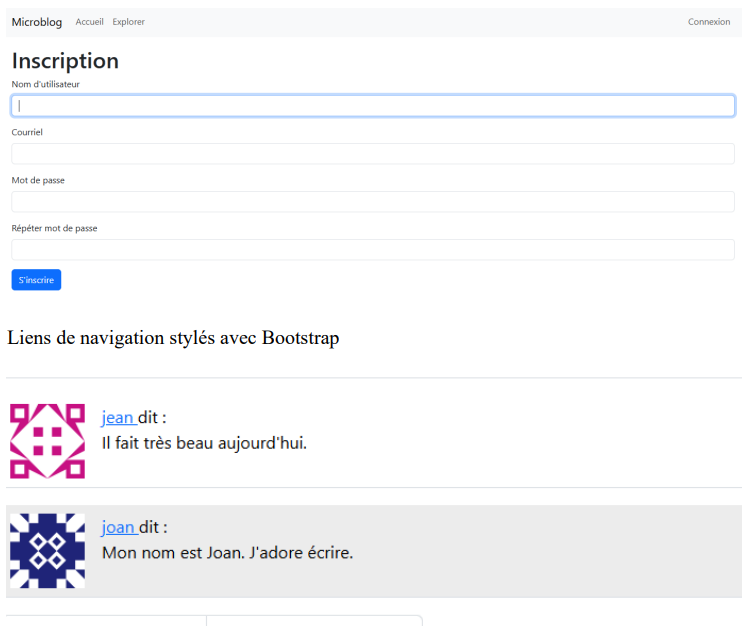 Microblog Accueil Explorer Connexion
Inscription
Nom d'utilisateur
Courriel
Mot de passe
Répéter mot de passe
S'inscrire
Liens de navigation stylés avec Bootstrap
jean dit :
Il fait très beau aujourd'hui.
joan dit :
Mon nom est Joan. J'adore écrire.